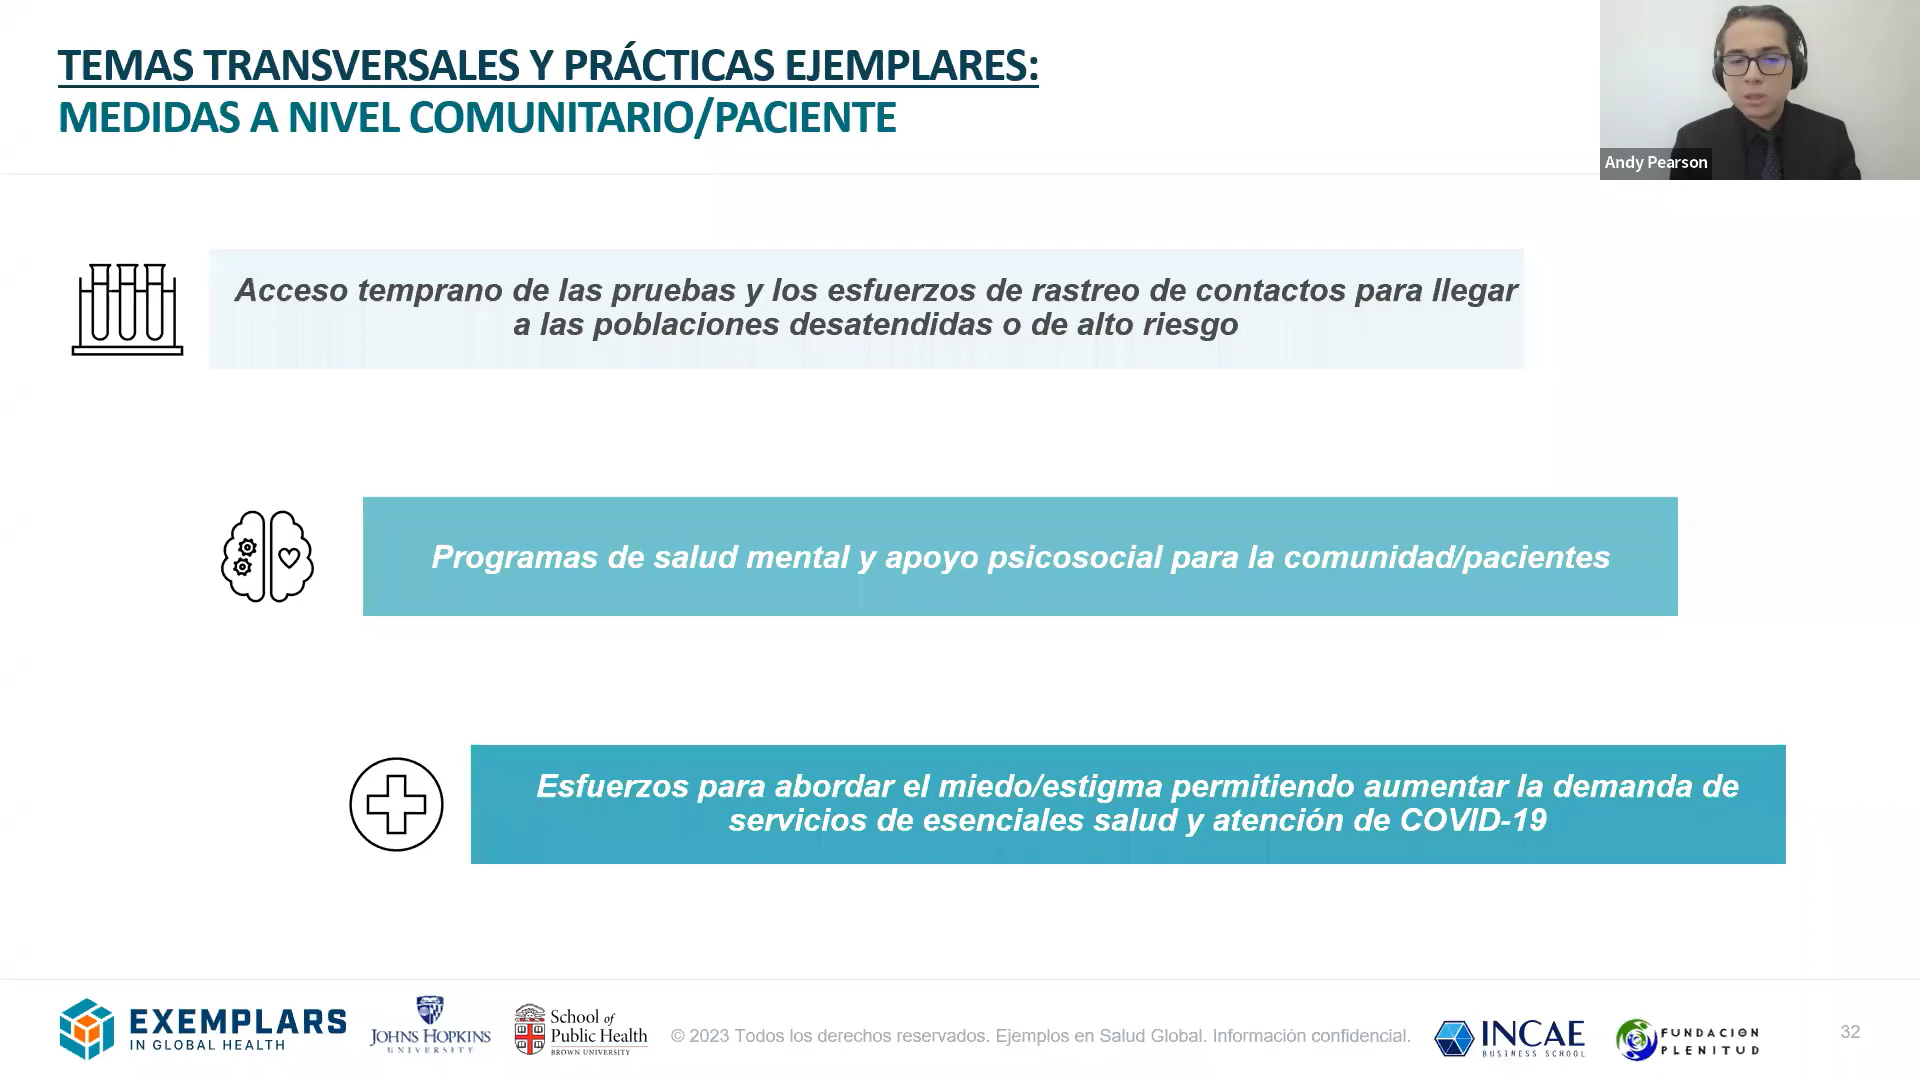 TEMAS TRANSVERSALES Y PRÁCTICAS EJEMPLARES:
MEDIDAS A NIVEL COMUNITARIO/PACIENTE
Andy Pearson
Acceso temprano de las pruebas y los esfuerzos de rastreo de contactos para llegar
a las poblaciones desatendidas o de alto riesgo
Programas de salud mental y apoyo psicosocial para la comunidad/pacientes
Esfuerzos para abordar el miedo/estigma permitiendo aumentar la demanda de
servicios de esenciales salud y atención de COVID-19
EXEMPLARS
IN GLOBAL HEALTH
JOHNS HOPKINS
UNIVERSITY
School of
Public Health
BROWN UNIVERSITY
© 2023 Todos los derechos reservados. Ejemplos en Salud Global. Información confidencial.
INCAE
BUSINESS SCHOOL
FUNDACION
PLENITUD
32